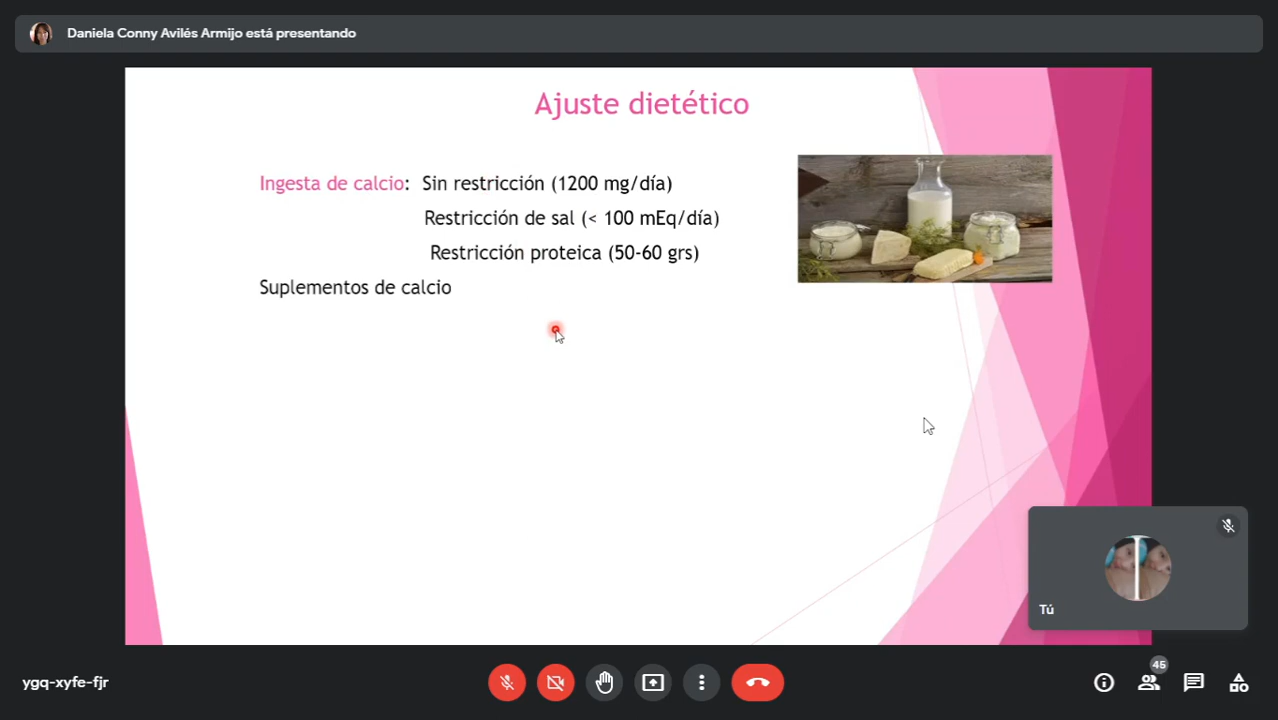 Daniela Conny Avilés Armijo está presentando
Ajuste dietético
Ingesta de calcio: Sin restricción (1200 mg/día)
Restricción de sal (< 100 mEq/día)
Restricción proteica (50-60 grs)
Suplementos de calcio
Tú
ygq-xyfe-fjr
45